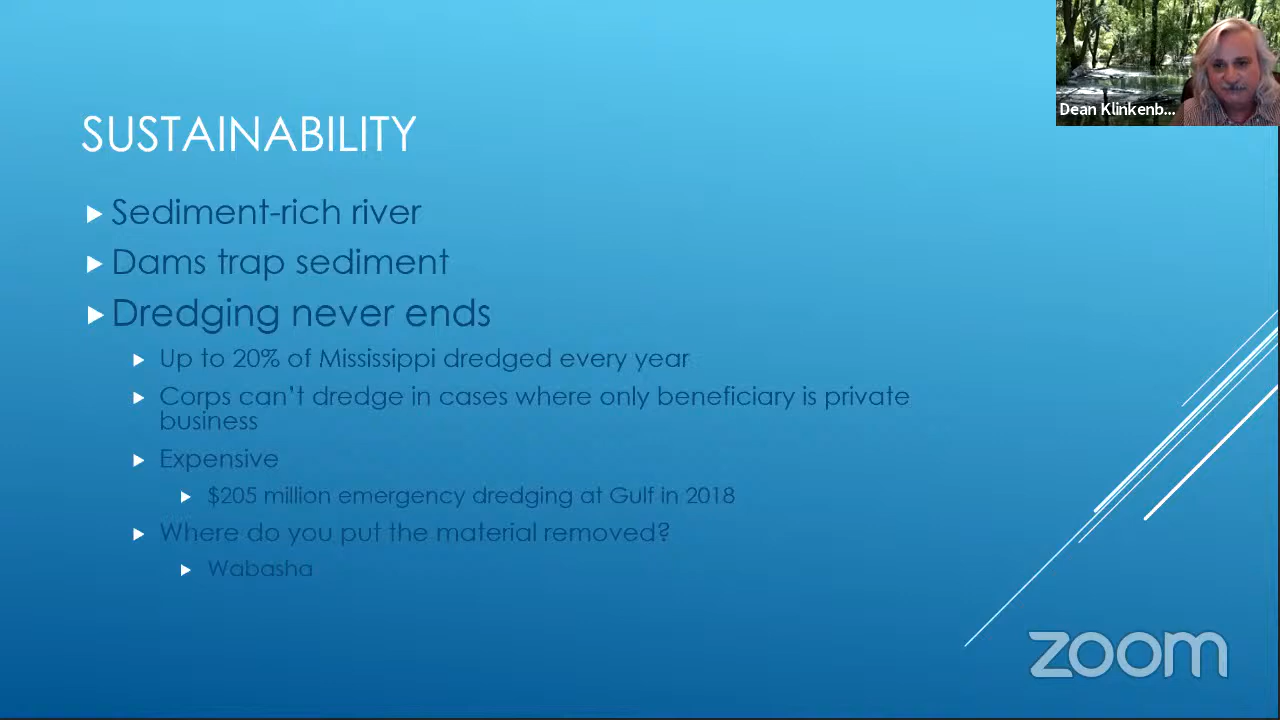 Dean Klinkenb...
SUSTAINABILITY
Sediment-rich river
Dams trap sediment
Dredging never ends
Up to 20% of Mississippi dredged every year
Corps can't dredge in cases where only beneficiary is private
business
Expensive
$205 million emergency dredging at Gulf in 2018
Where do you put the material removed?
Wabasha
zoom